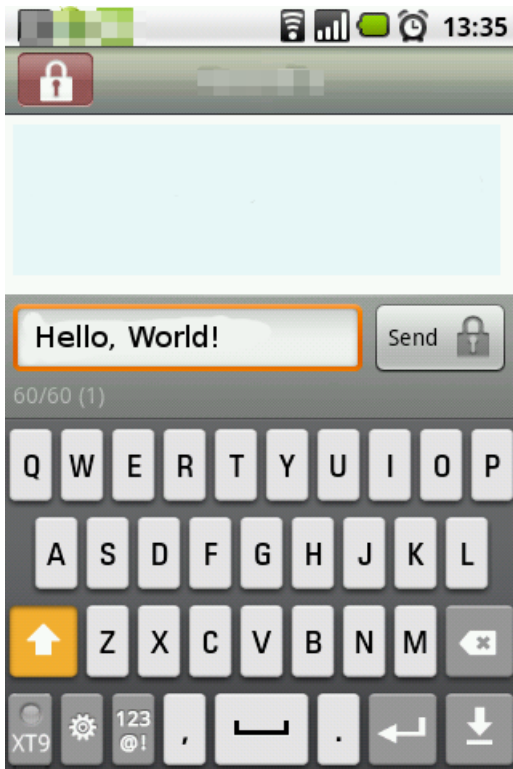 13:35
Hello, World!
Send
60/60 (1)
Q W E R T Y U I O P
A S D F G H J K L
Z X C V B N M
XT9 123 @! , .